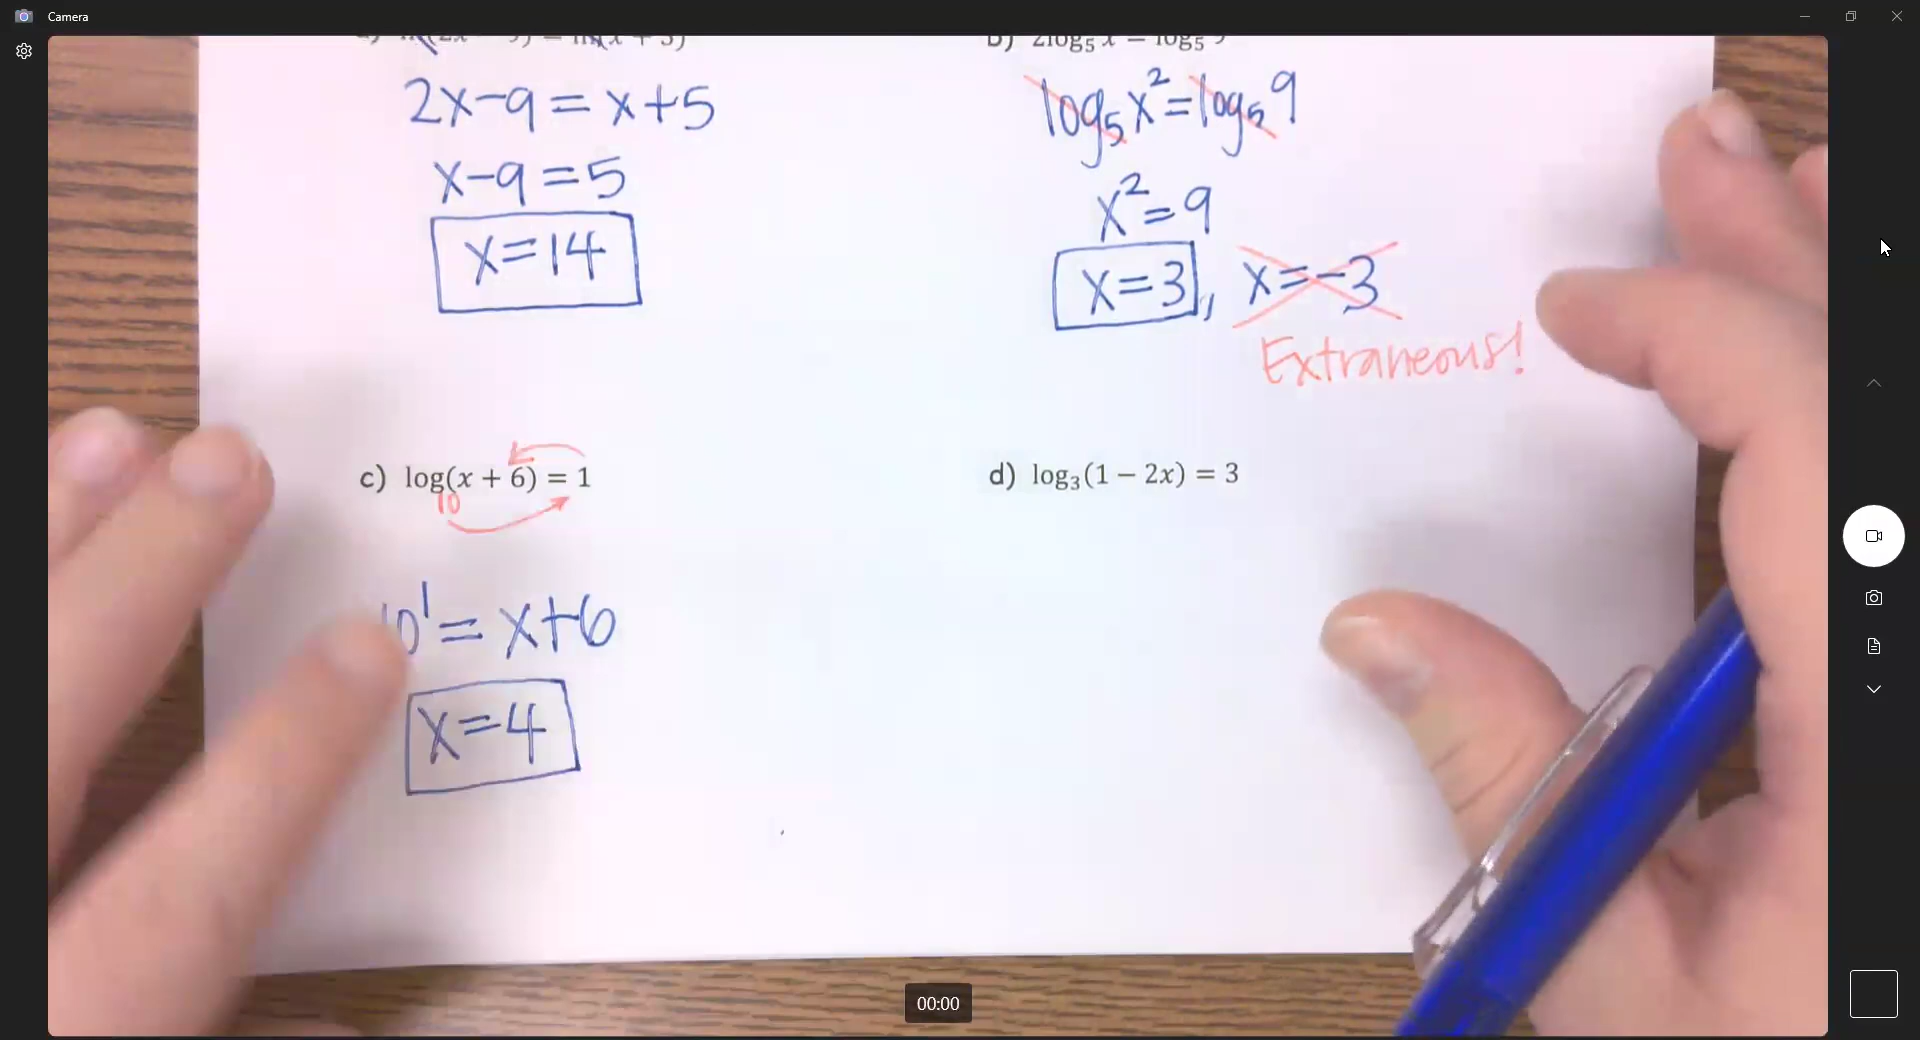 Camera
2x-9=x+5
x-9=5
x=14
log₅x²=log₅9
x²=9
x=3, x=-3
Extraneous!
c) log(x + 6) = 1
10
10¹=x+6
x=4
d) log₃(1 − 2x) = 3
00:00